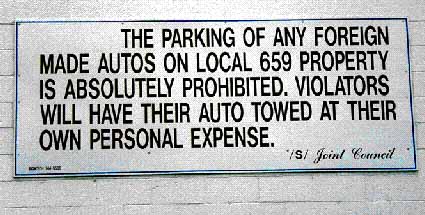 THE PARKING OF ANY FOREIGN
MADE AUTOS ON LOCAL 659 PROPERTY
IS ABSOLUTELY PROHIBITED. VIOLATORS
WILL HAVE THEIR AUTO TOWED AT THEIR
OWN PERSONAL EXPENSE.
/S/ Joint Council